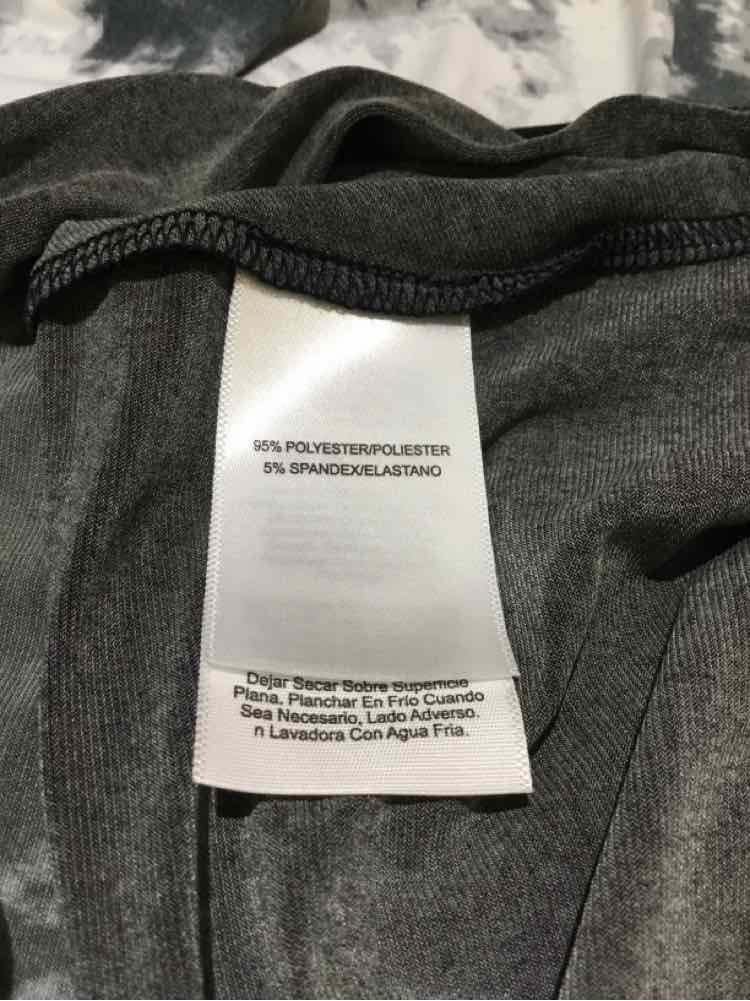 95% POLYESTER/POLIESTER
5% SPANDEX/ELASTANO
Dejar Secar Sobre Superficie
Plana. Planchar En Frío Cuando
Sea Necesario, Lado Adverso.
n Lavadora Con Agua Fria.